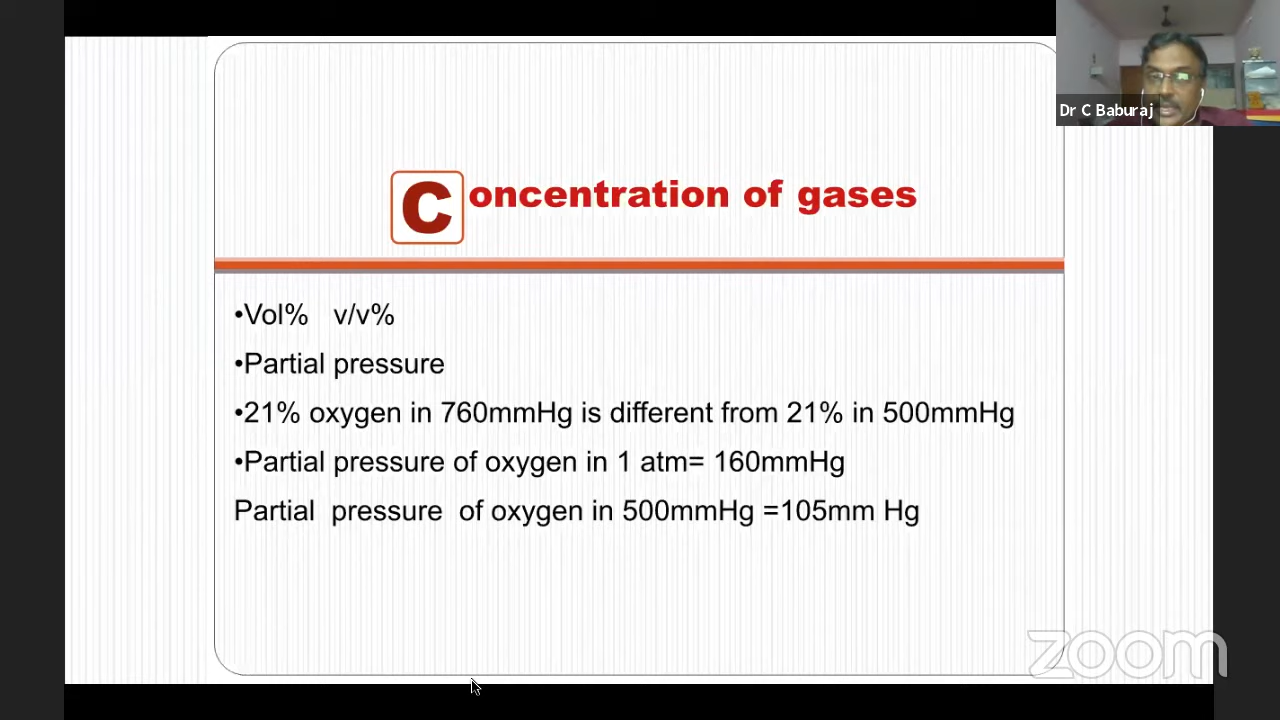 Dr C Baburaj
Concentration of gases
•Vol% v/v%
•Partial pressure
•21% oxygen in 760mmHg is different from 21% in 500mmHg
•Partial pressure of oxygen in 1 atm= 160mmHg
Partial pressure of oxygen in 500mmHg =105mm Hg
zoom